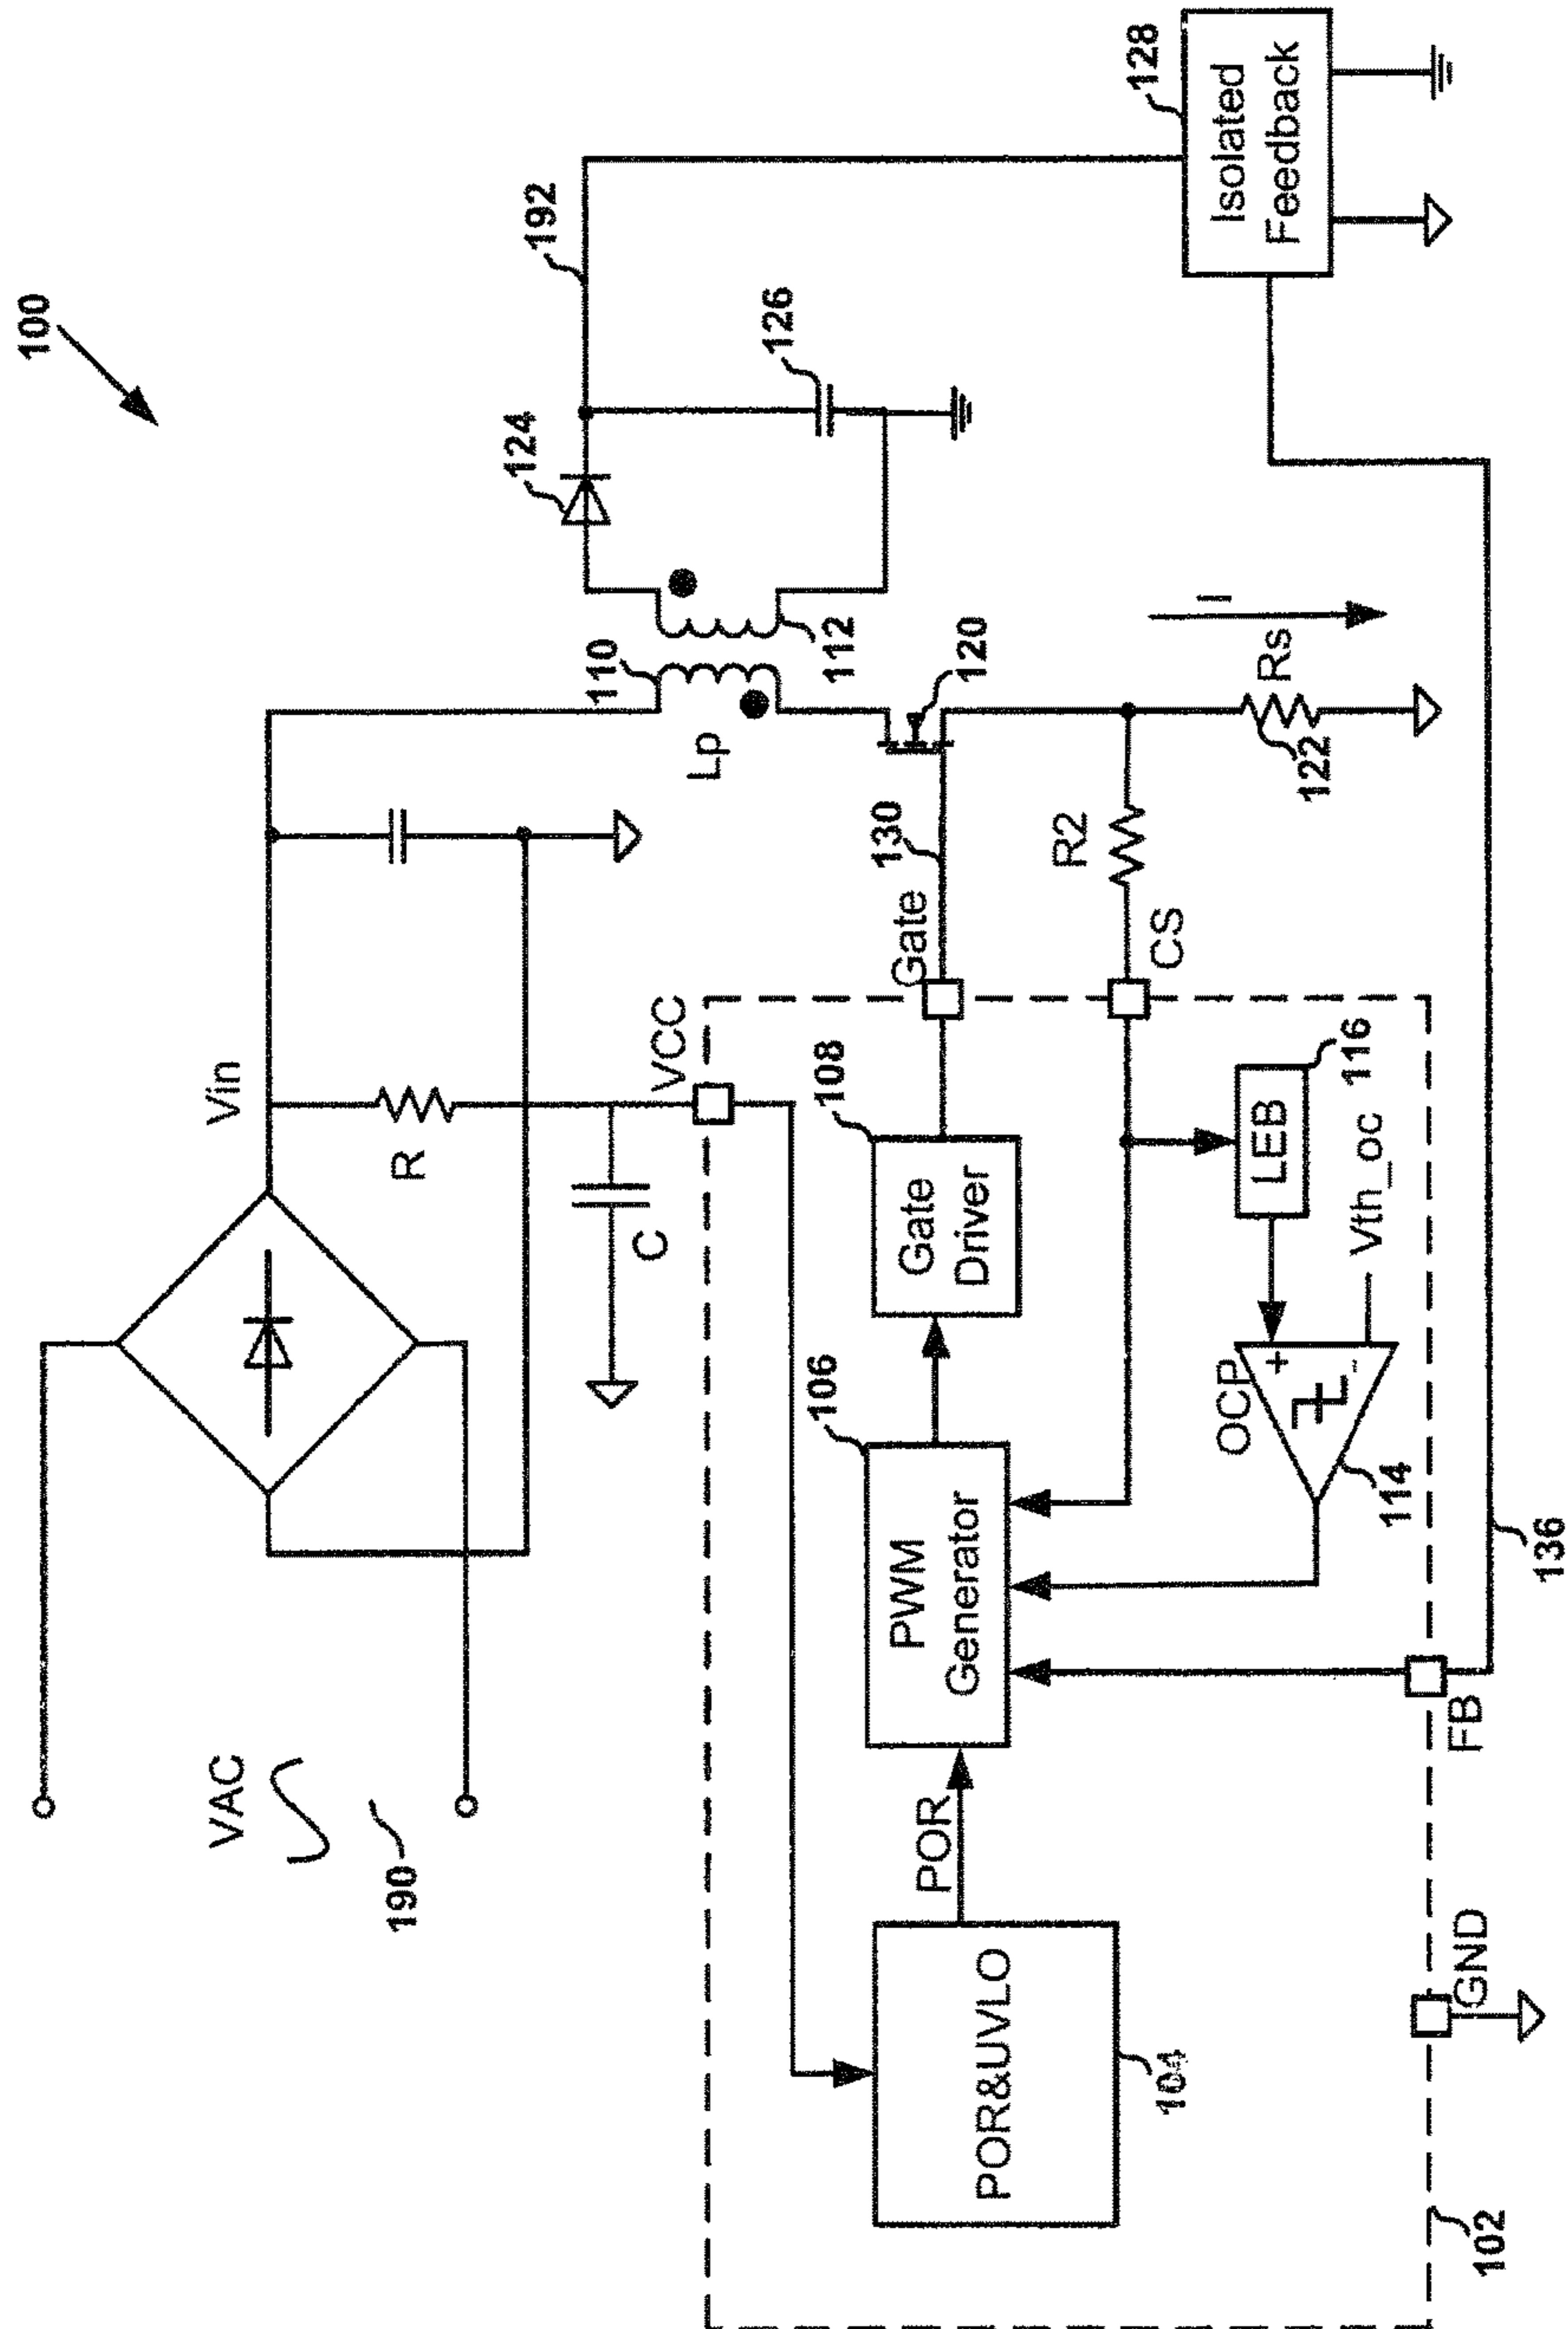 100
VAC
190
Vin
R
C
VCC
110
Lp
112
124
192
126
128
Isolated
Feedback
120
130
Gate
R2
CS
I
Rs
122
POR&UVLO
104
POR
106
PWM
Generator
108
Gate
Driver
LEB
116
Vth_oc
OCP
+
-
114
FB
136
GND
102